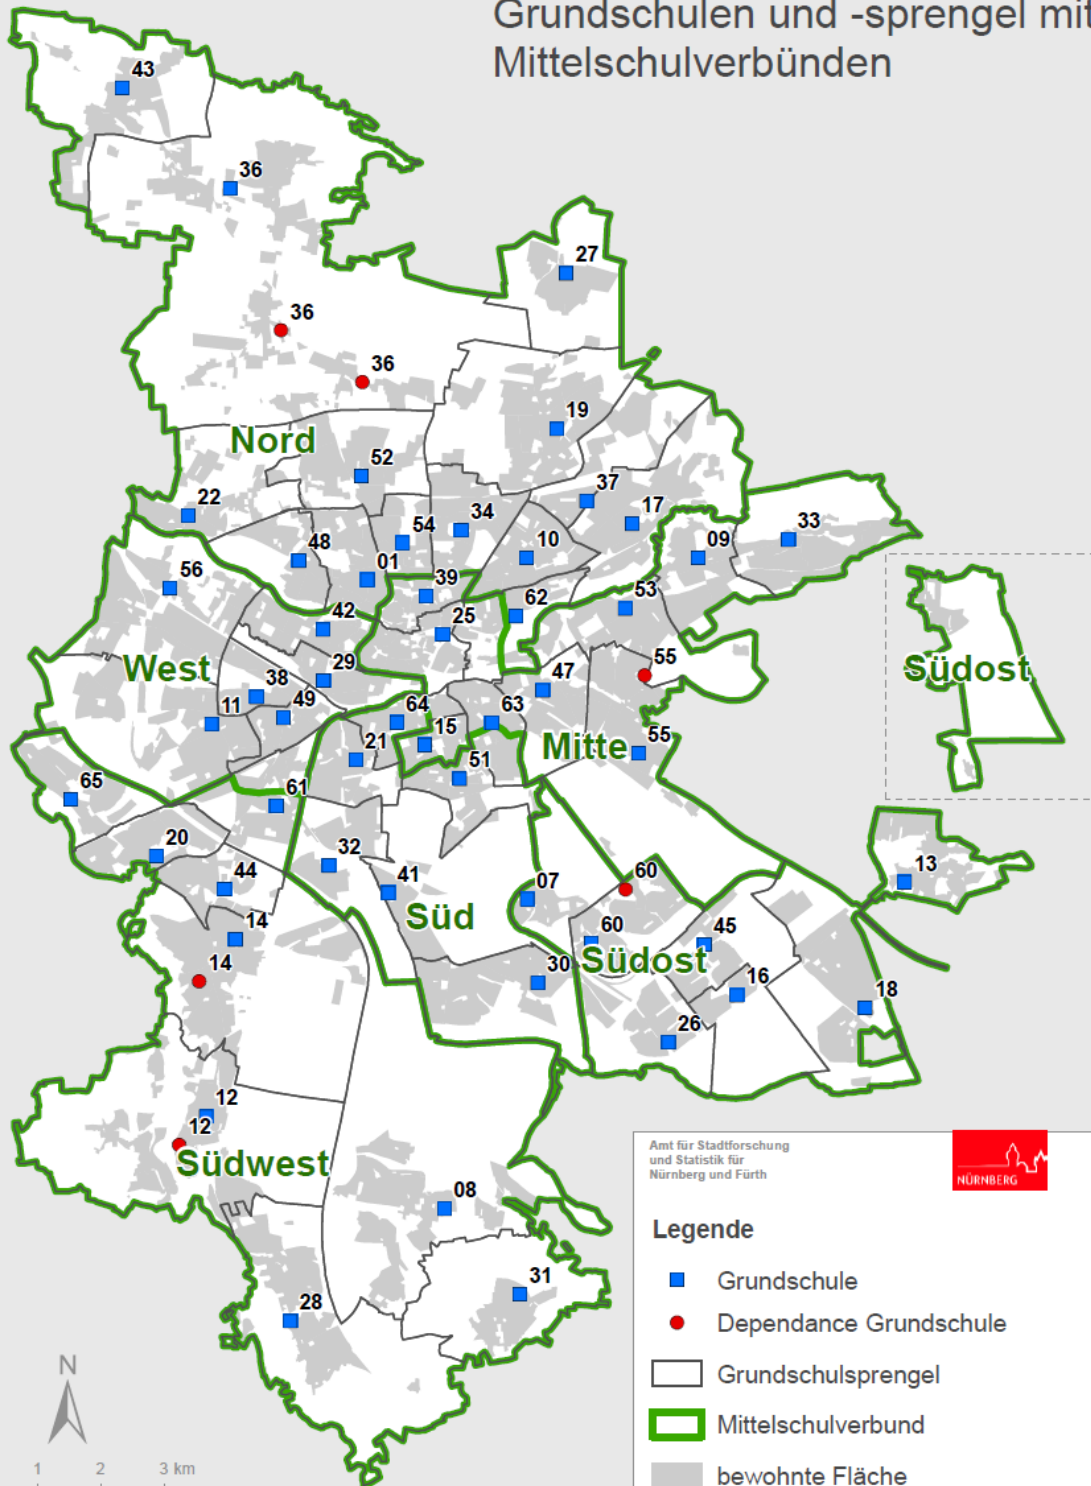 Grundschulen und -sprengel mit
Mittelschulverbünden
43
36
27
36
36
19
Nord
52
37
22
17
34
54
33
48
10
09
01
56
39
53
62
42
25
West
29
55
47
38
49
11
64
63
15
Südost
55
Mitte
21
51
65
61
32
20
13
60
44
41
07
Süd
14
60
45
Südost
14
30
16
18
26
12
12
Südwest
08
31
28
N
1 2 3 km
Amt für Stadtforschung
und Statistik für
Nürnberg und Fürth
NÜRNBERG
Legende
Grundschule
Dependance Grundschule
Grundschulsprengel
Mittelschulverbund
bewohnte Fläche